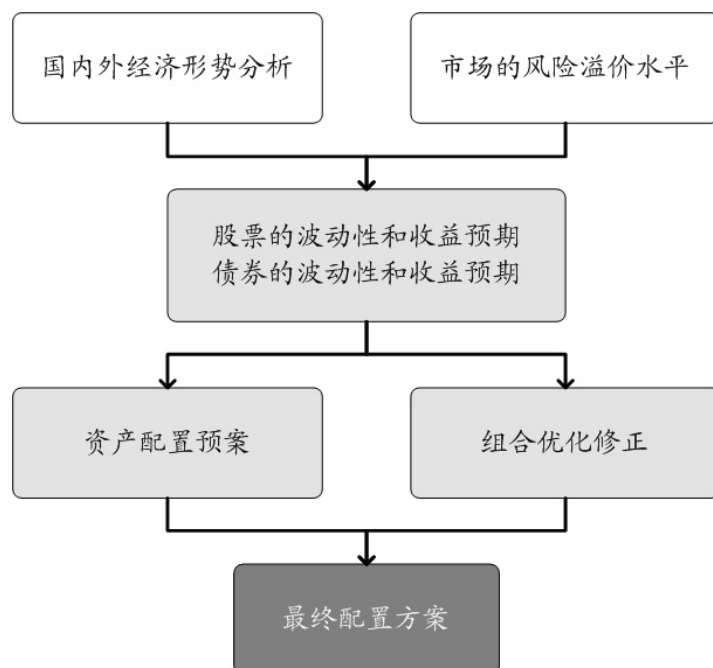 国内外经济形势分析
市场的风险溢价水平
股票的波动性和收益预期
债券的波动性和收益预期
资产配置预案
组合优化修正
最终配置方案